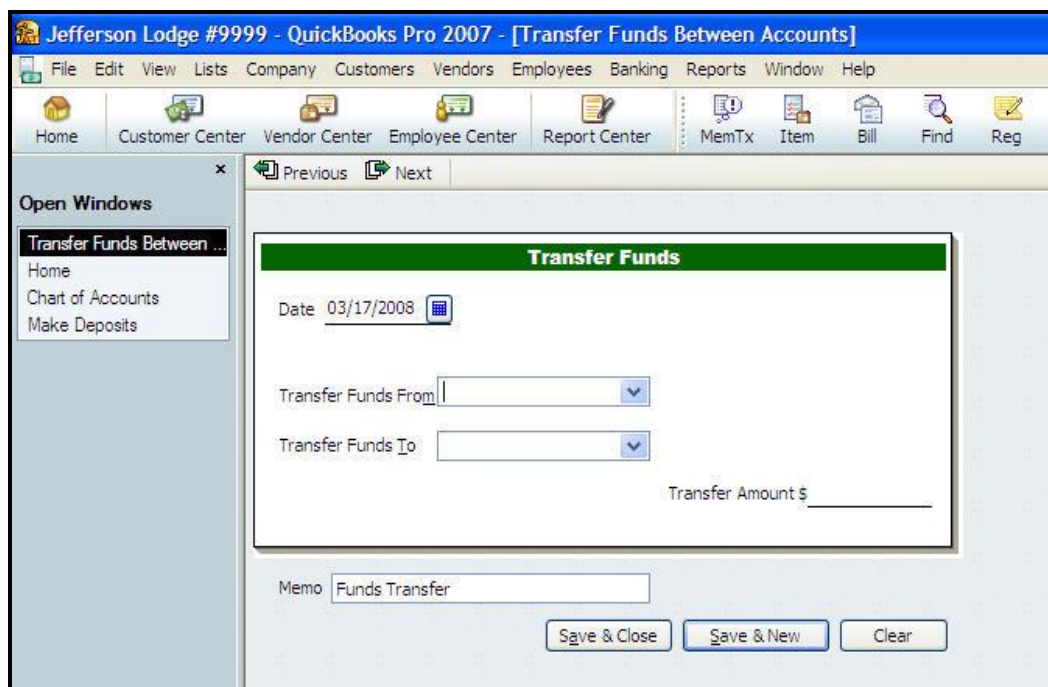 Jefferson Lodge #9999 - QuickBooks Pro 2007 - [Transfer Funds Between Accounts]
File Edit View Lists Company Customers Vendors Employees Banking Reports Window Help
Home Customer Center Vendor Center Employee Center Report Center MemTx Item Bill Find Reg
x Previous Next
Open Windows
Transfer Funds Between ...
Home
Chart of Accounts
Make Deposits
Transfer Funds
Date 03/17/2008
Transfer Funds From
Transfer Funds To
Transfer Amount $
Memo Funds Transfer
Save & Close Save & New Clear